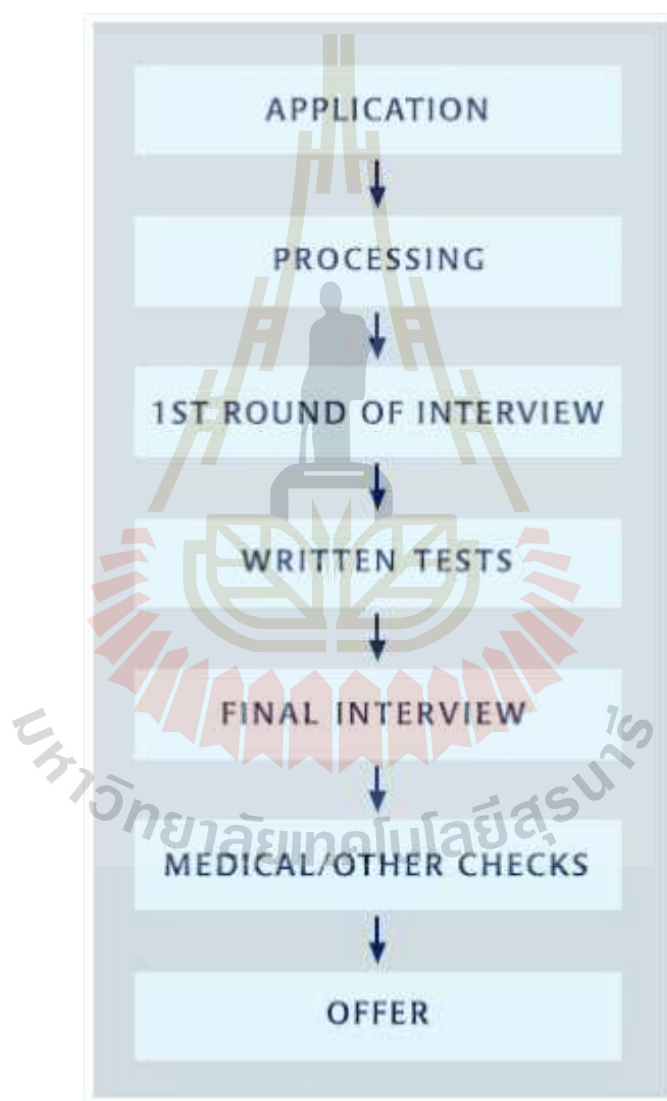 APPLICATION
PROCESSING
1ST ROUND OF INTERVIEW
WRITTEN TESTS
FINAL INTERVIEW
มหาวิทยาลัยเทคโนโลยีสุรนารี
MEDICAL/OTHER CHECKS
OFFER